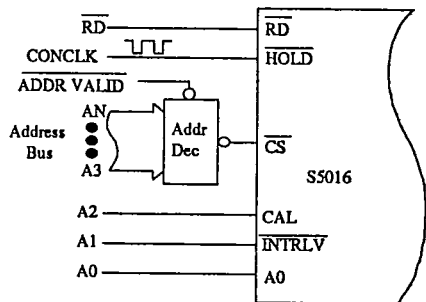 RD RD
CONCLK HOLD
ADDR VALID
AN
Address Bus
Addr Dec
A3
CS
S5016
A2 CAL
A1 INTRLV
A0 A0